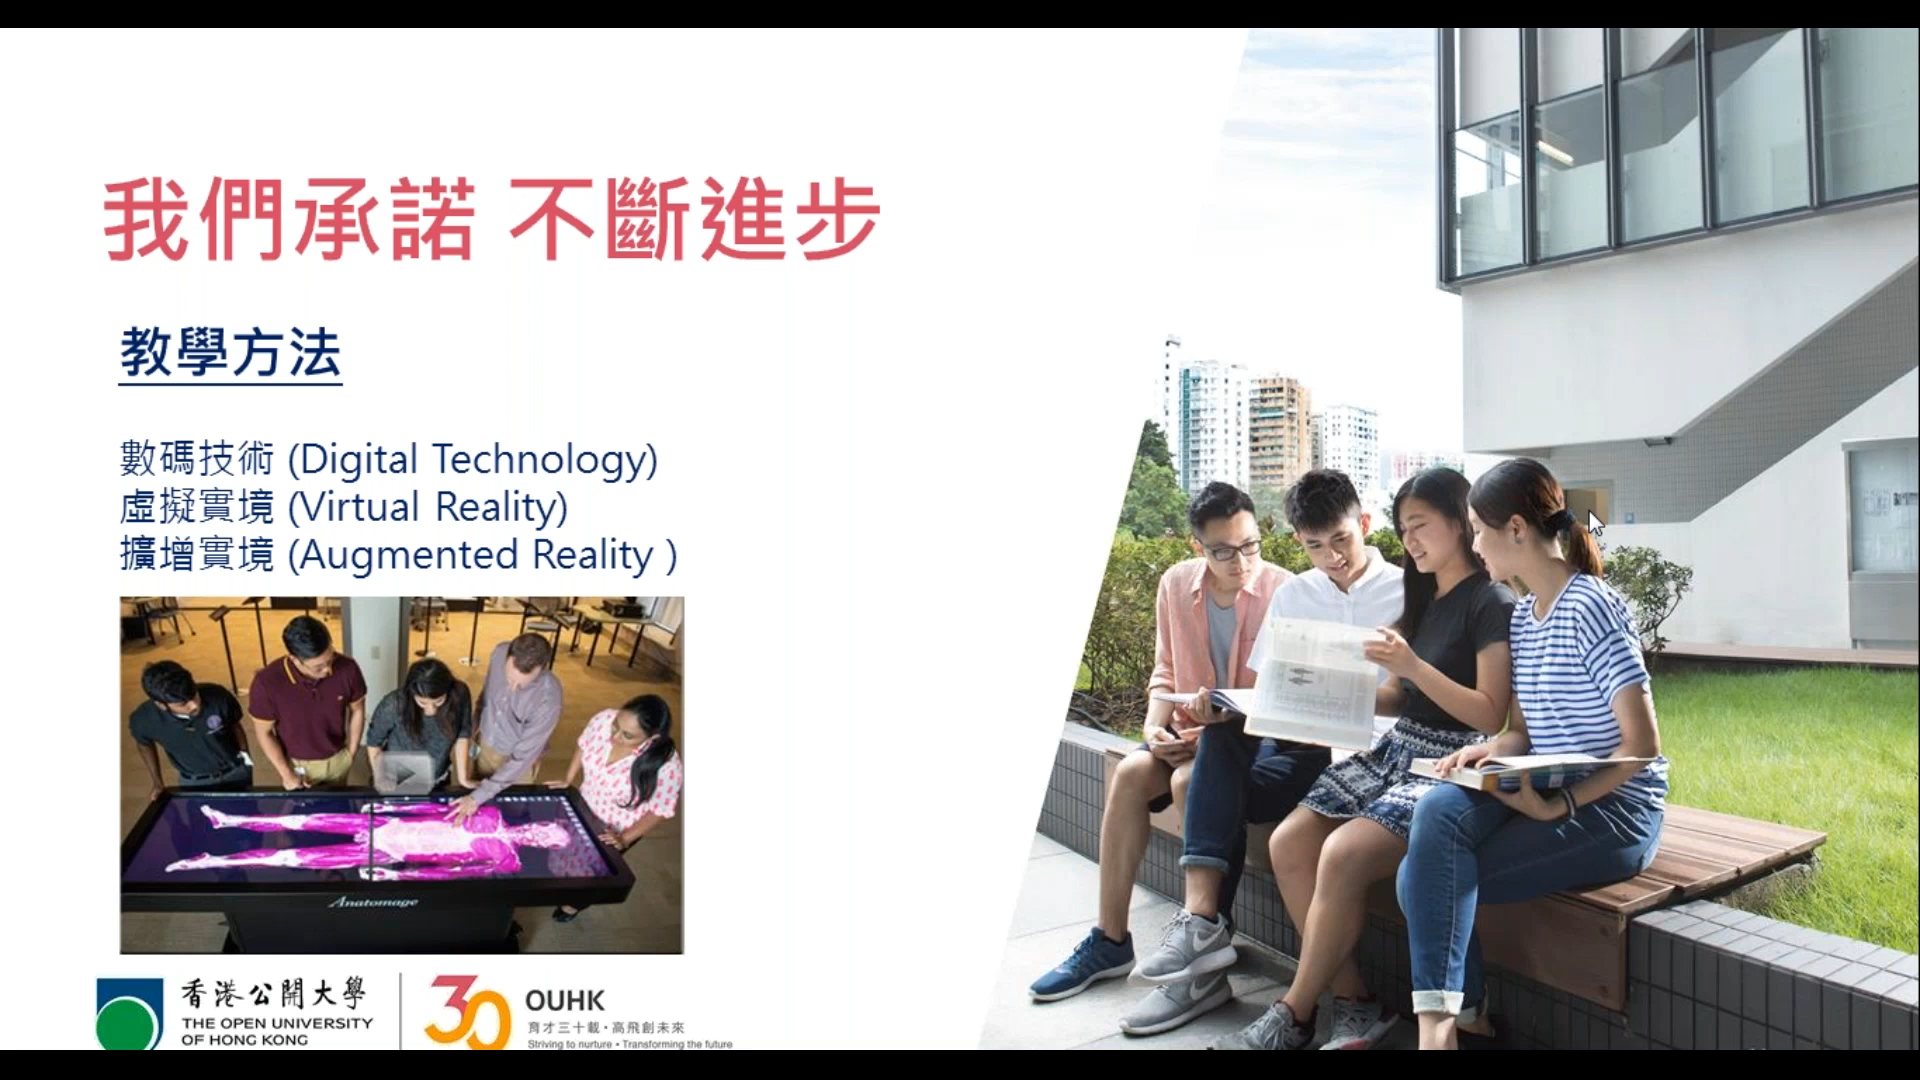 我們承諾 不斷進步
教學方法
數碼技術 (Digital Technology)
虛擬實境 (Virtual Reality)
擴增實境 (Augmented Reality )
Anatomage
香港公開大學
THE OPEN UNIVERSITY
OF HONG KONG
30
OUHK
育才三十載・高飛創未來
Striving to nurture • Transforming the future